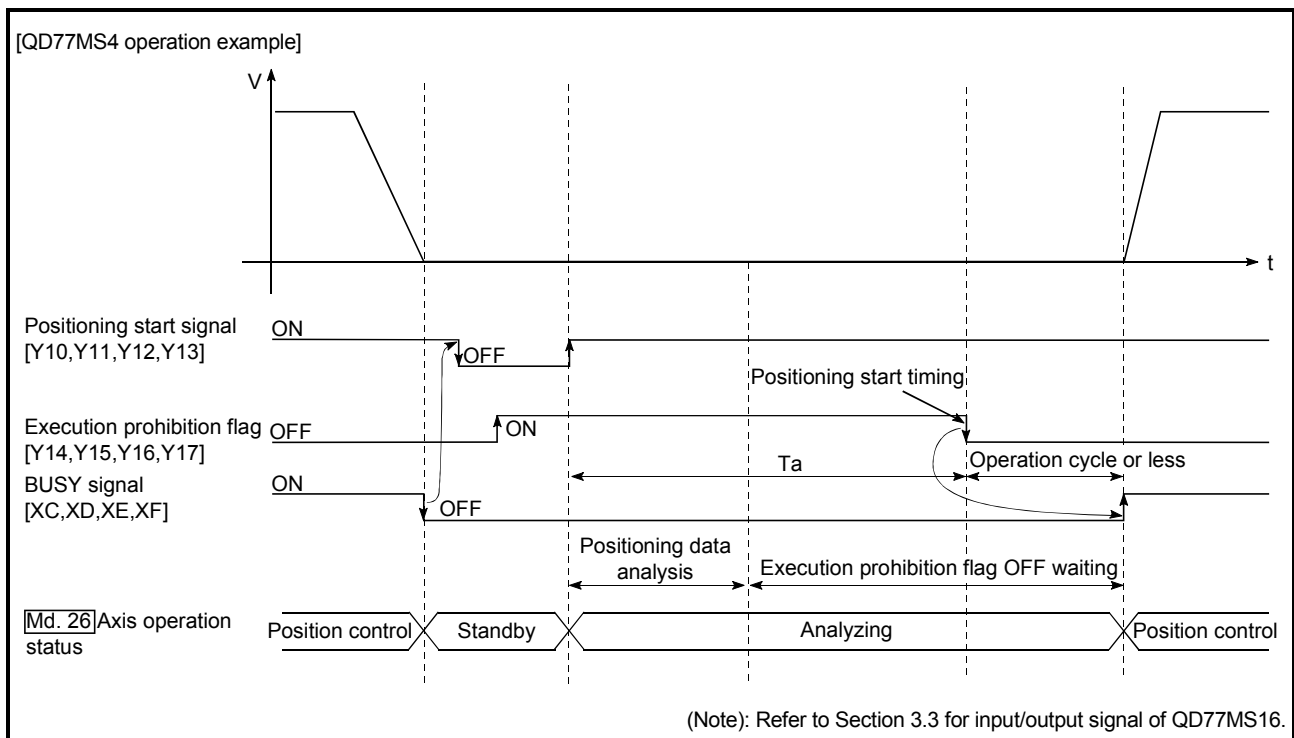 [QD77MS4 operation example]
V
t
Positioning start signal
[Y10,Y11,Y12,Y13]
ON
OFF
Positioning start timing
Execution prohibition flag
[Y14,Y15,Y16,Y17]
OFF
ON
Ta
Operation cycle or less
BUSY signal
[XC,XD,XE,XF]
ON
OFF
Positioning data
analysis
Execution prohibition flag OFF waiting
Md. 26 Axis operation
status
Position control
Standby
Analyzing
Position control
(Note): Refer to Section 3.3 for input/output signal of QD77MS16.